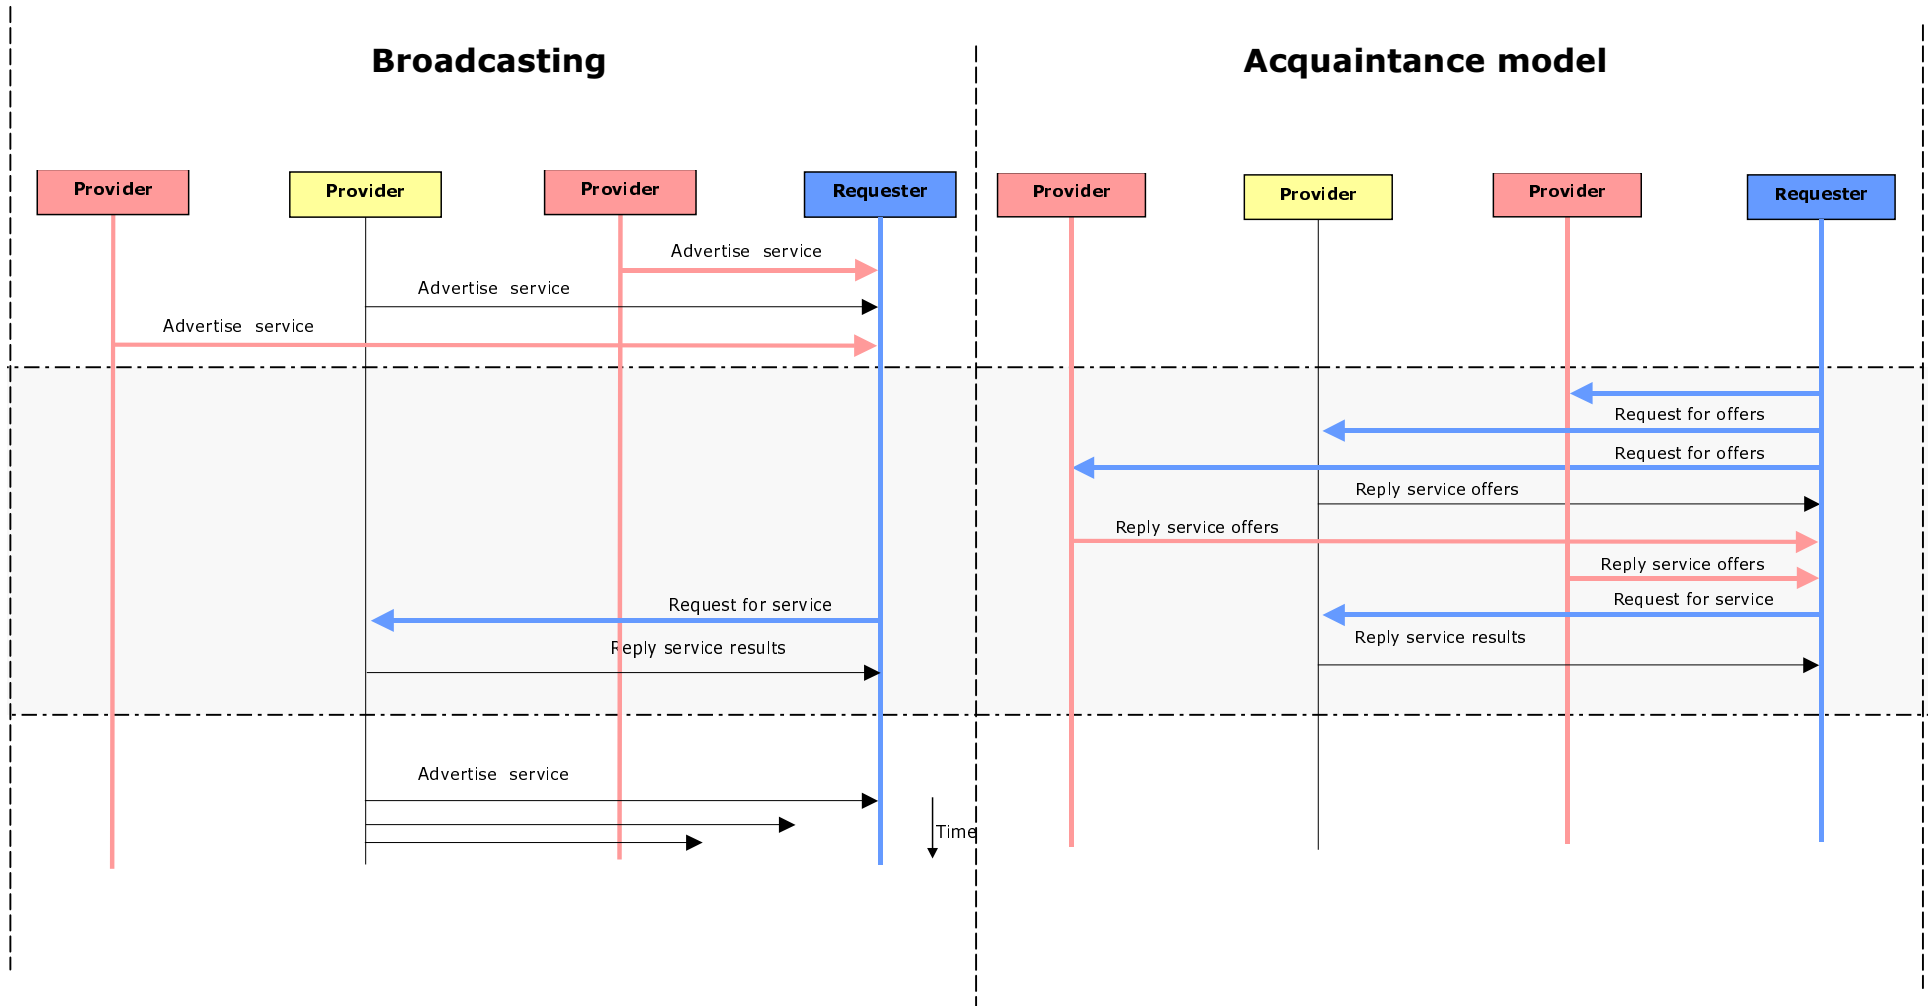 Broadcasting
Acquaintance model
Provider
Provider
Provider
Requester
Provider
Provider
Provider
Requester
Advertise service
Advertise service
Advertise service
Request for offers
Request for offers
Reply service offers
Reply service offers
Reply service offers
Request for service
Request for service
Reply service results
Reply service results
Advertise service
Time